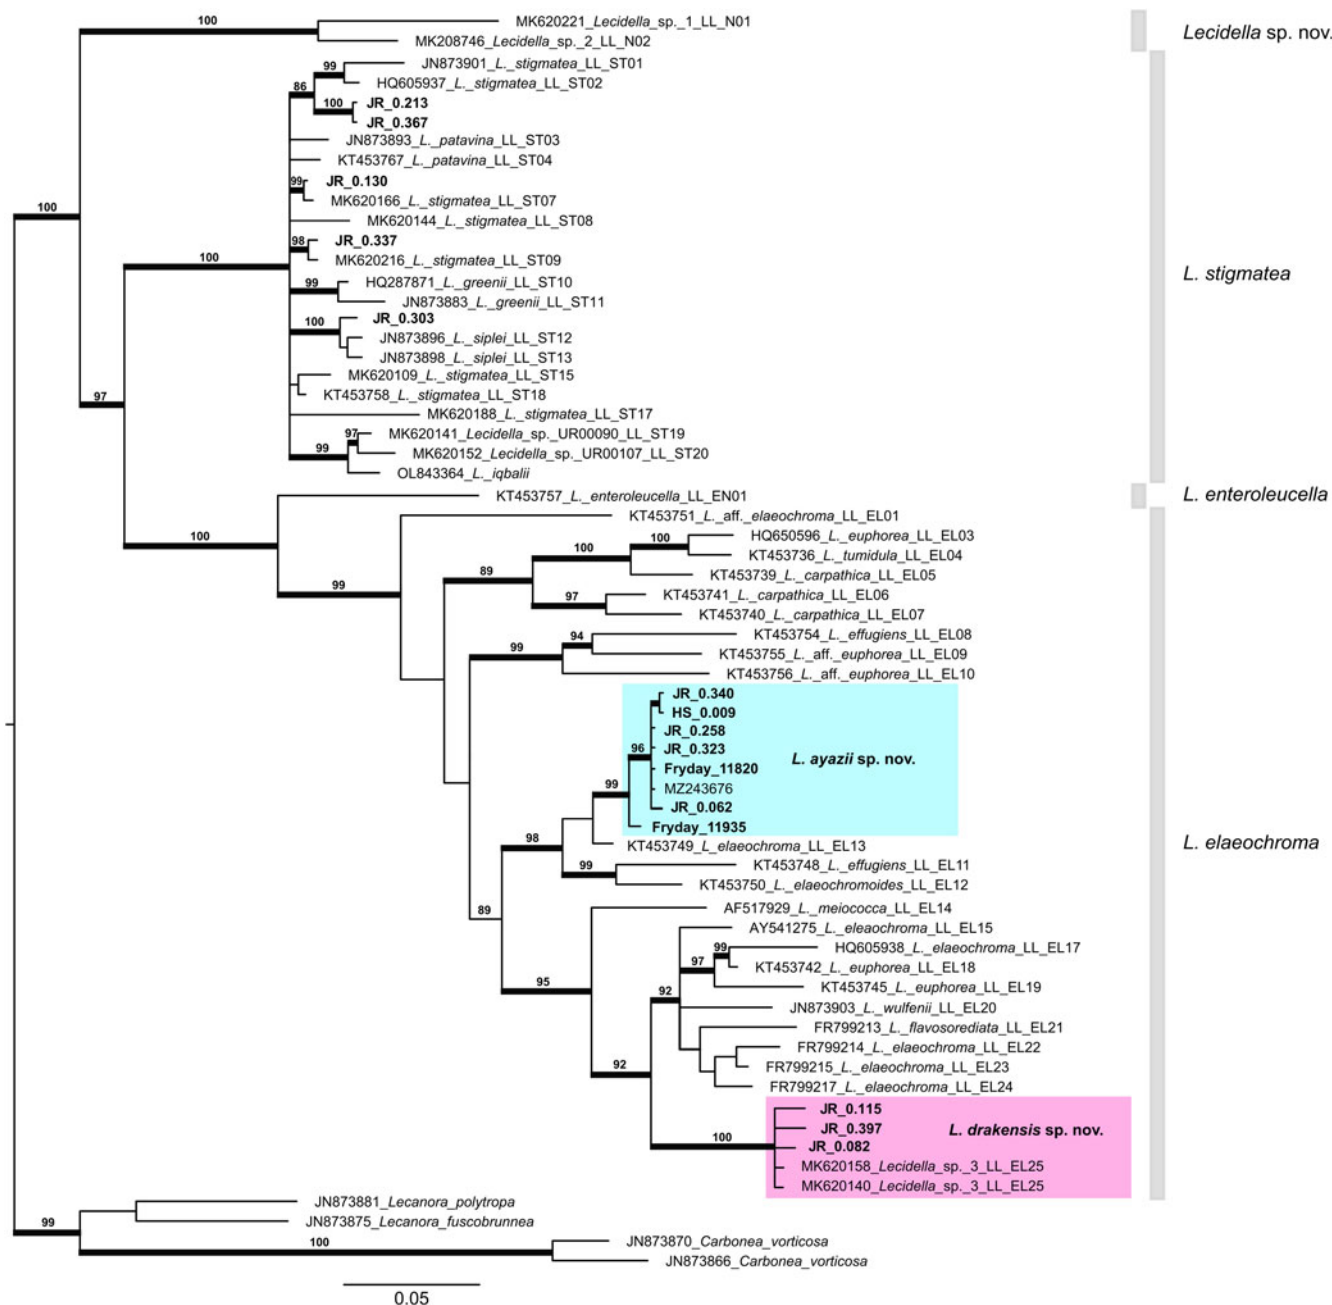 100
MK620221_Lecidella_sp._1_LL_N01
MK208746_Lecidella_sp._2_LL_N02
Lecidella sp. nov.
99
JN873901_L._stigmatea_LL_ST01
HQ605937_L._stigmatea_LL_ST02
86
100
JR_0.213
JR_0.367
JN873893_L._patavina_LL_ST03
KT453767_L._patavina_LL_ST04
99
JR_0.130
MK620166_L._stigmatea_LL_ST07
100
MK620144_L._stigmatea_LL_ST08
98
JR_0.337
100
MK620216_L._stigmatea_LL_ST09
L. stigmatea
99
HQ287871_L._greenii_LL_ST10
JN873883_L._greenii_LL_ST11
100
JR_0.303
JN873896_L._siplei_LL_ST12
JN873898_L._siplei_LL_ST13
MK620109_L._stigmatea_LL_ST15
KT453758_L._stigmatea_LL_ST18
97
MK620188_L._stigmatea_LL_ST17
97
MK620141_Lecidella_sp._UR00090_LL_ST19
99
MK620152_Lecidella_sp._UR00107_LL_ST20
OL843364_L._iqbalii
KT453757_L._enteroleucella_LL_EN01
L. enteroleucella
KT453751_L._aff._elaeochroma_LL_EL01
100
100
HQ650596_L._euphorea_LL_EL03
100
KT453736_L._tumidula_LL_EL04
89
KT453739_L._carpathica_LL_EL05
99
97
KT453741_L._carpathica_LL_EL06
KT453740_L._carpathica_LL_EL07
94
KT453754_L._effugiens_LL_EL08
99
KT453755_L._aff._euphorea_LL_EL09
KT453756_L._aff._euphorea_LL_EL10
JR_0.340
HS_0.009
JR_0.258
96
JR_0.323
L. ayazii sp. nov.
Fryday_11820
99
MZ243676
JR_0.062
Fryday_11935
98
KT453749_L._elaeochroma_LL_EL13
L. elaeochroma
99
KT453748_L._effugiens_LL_EL11
KT453750_L._elaeochromoides_LL_EL12
89
AF517929_L._meiococca_LL_EL14
AY541275_L._eleaochroma_LL_EL15
99
HQ605938_L._elaeochroma_LL_EL17
97
KT453742_L._euphorea_LL_EL18
95
KT453745_L._euphorea_LL_EL19
92
JN873903_L._wulfenii_LL_EL20
FR799213_L._flavosorediata_LL_EL21
FR799214_L._elaeochroma_LL_EL22
92
FR799215_L._elaeochroma_LL_EL23
FR799217_L._elaeochroma_LL_EL24
JR_0.115
JR_0.397
L. drakensis sp. nov.
100
JR_0.082
MK620158_Lecidella_sp._3_LL_EL25
MK620140_Lecidella_sp._3_LL_EL25
JN873881_Lecanora_polytropa
JN873875_Lecanora_fuscobrunnea
99
100
JN873870_Carbonea_vorticosa
JN873866_Carbonea_vorticosa
0.05